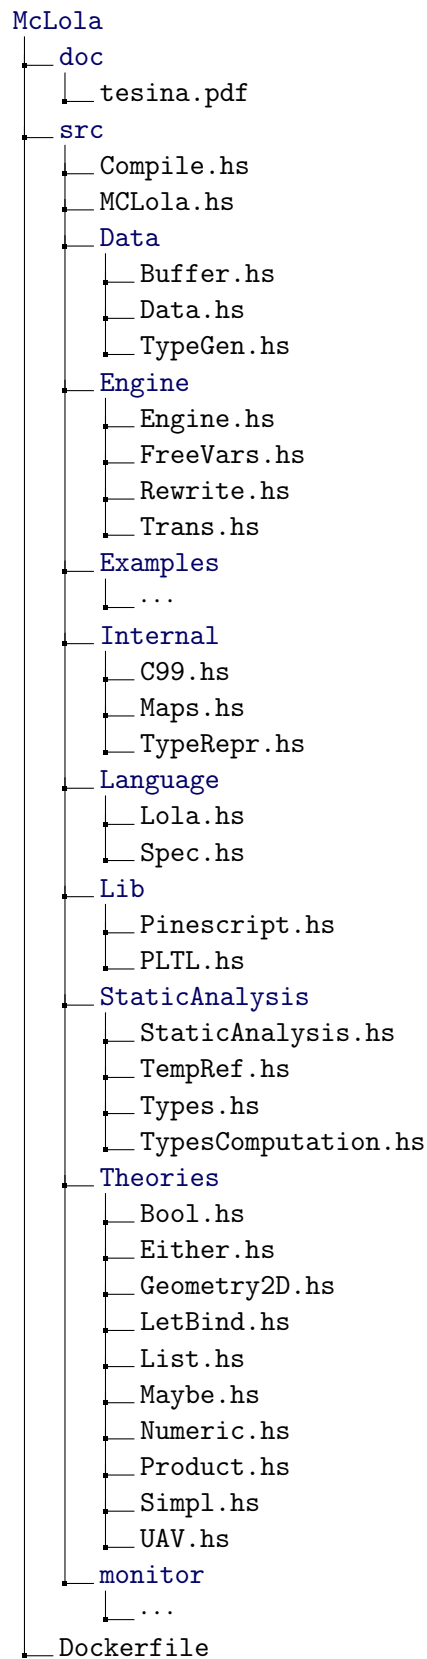 McLola
doc
tesina.pdf
src
Compile.hs
MCLola.hs
Data
Buffer.hs
Data.hs
TypeGen.hs
Engine
Engine.hs
FreeVars.hs
Rewrite.hs
Trans.hs
Examples
...
Internal
C99.hs
Maps.hs
TypeRepr.hs
Language
Lola.hs
Spec.hs
Lib
Pinescript.hs
PLTL.hs
StaticAnalysis
StaticAnalysis.hs
TempRef.hs
Types.hs
TypesComputation.hs
Theories
Bool.hs
Either.hs
Geometry2D.hs
LetBind.hs
List.hs
Maybe.hs
Numeric.hs
Product.hs
Simpl.hs
UAV.hs
monitor
...
Dockerfile